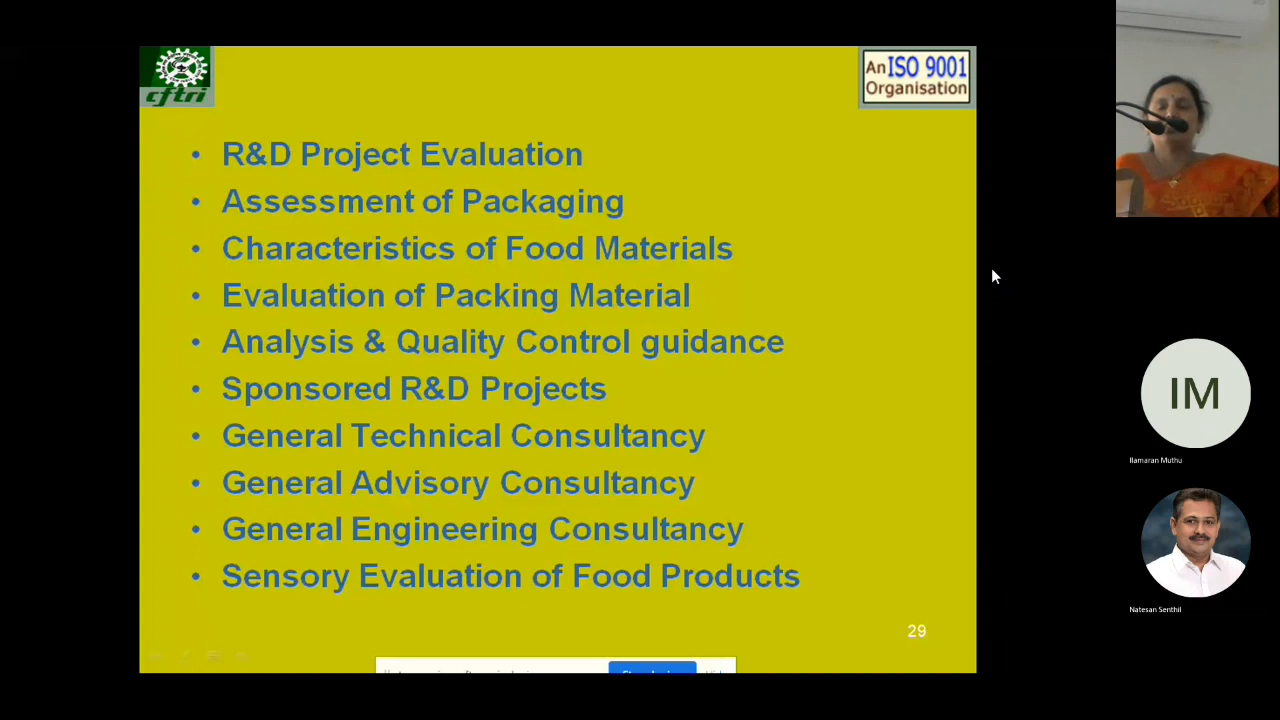 cftri
An ISO 9001
Organisation
• R&D Project Evaluation
• Assessment of Packaging
• Characteristics of Food Materials
• Evaluation of Packing Material
• Analysis & Quality Control guidance
• Sponsored R&D Projects
• General Technical Consultancy
• General Advisory Consultancy
• General Engineering Consultancy
• Sensory Evaluation of Food Products
29
IM
Ilamaran Muthu
Natesan Senthil